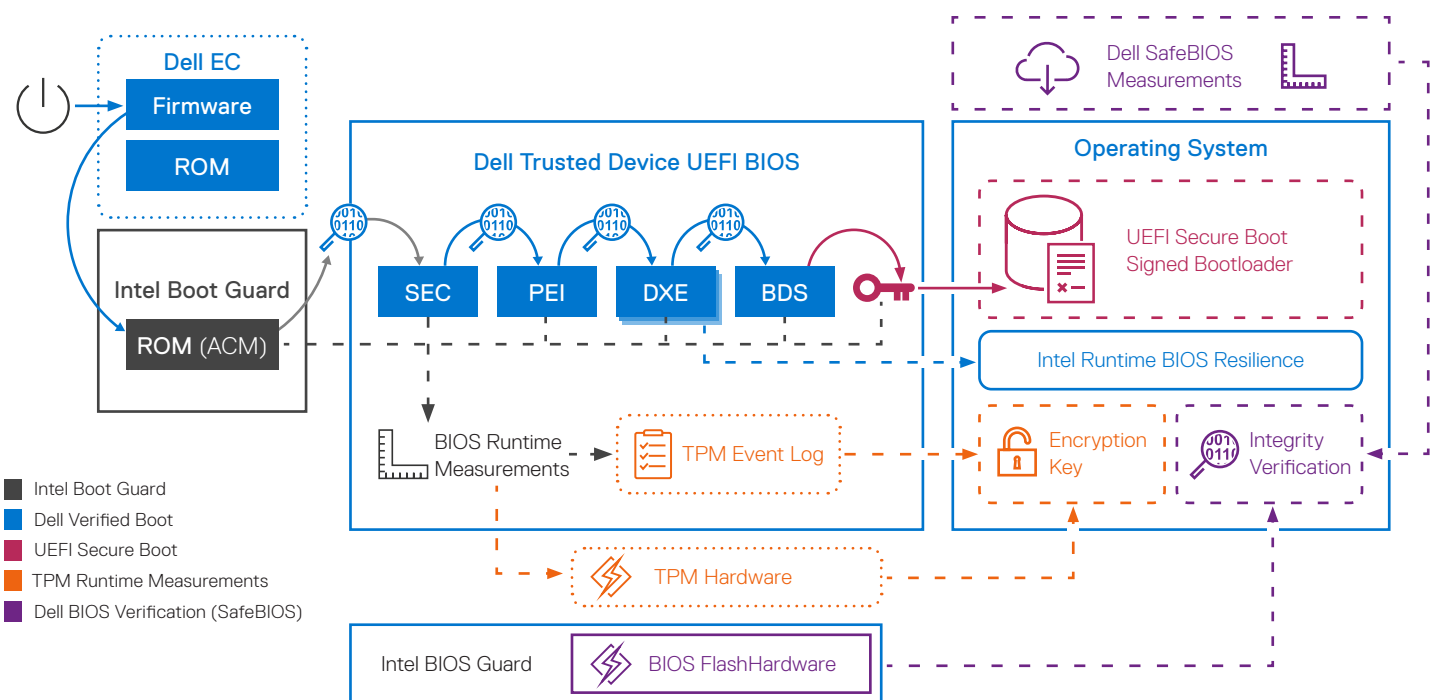 Dell EC
Firmware
ROM
Intel Boot Guard
ROM (ACM)
Dell Trusted Device UEFI BIOS
SEC
PEI
DXE
BDS
BIOS Runtime
Measurements
TPM Event Log
TPM Hardware
Intel BIOS Guard
BIOS FlashHardware
Dell SafeBIOS
Measurements
Operating System
UEFI Secure Boot
Signed Bootloader
Intel Runtime BIOS Resilience
Encryption
Key
Integrity
Verification
Intel Boot Guard
Dell Verified Boot
UEFI Secure Boot
TPM Runtime Measurements
Dell BIOS Verification (SafeBIOS)